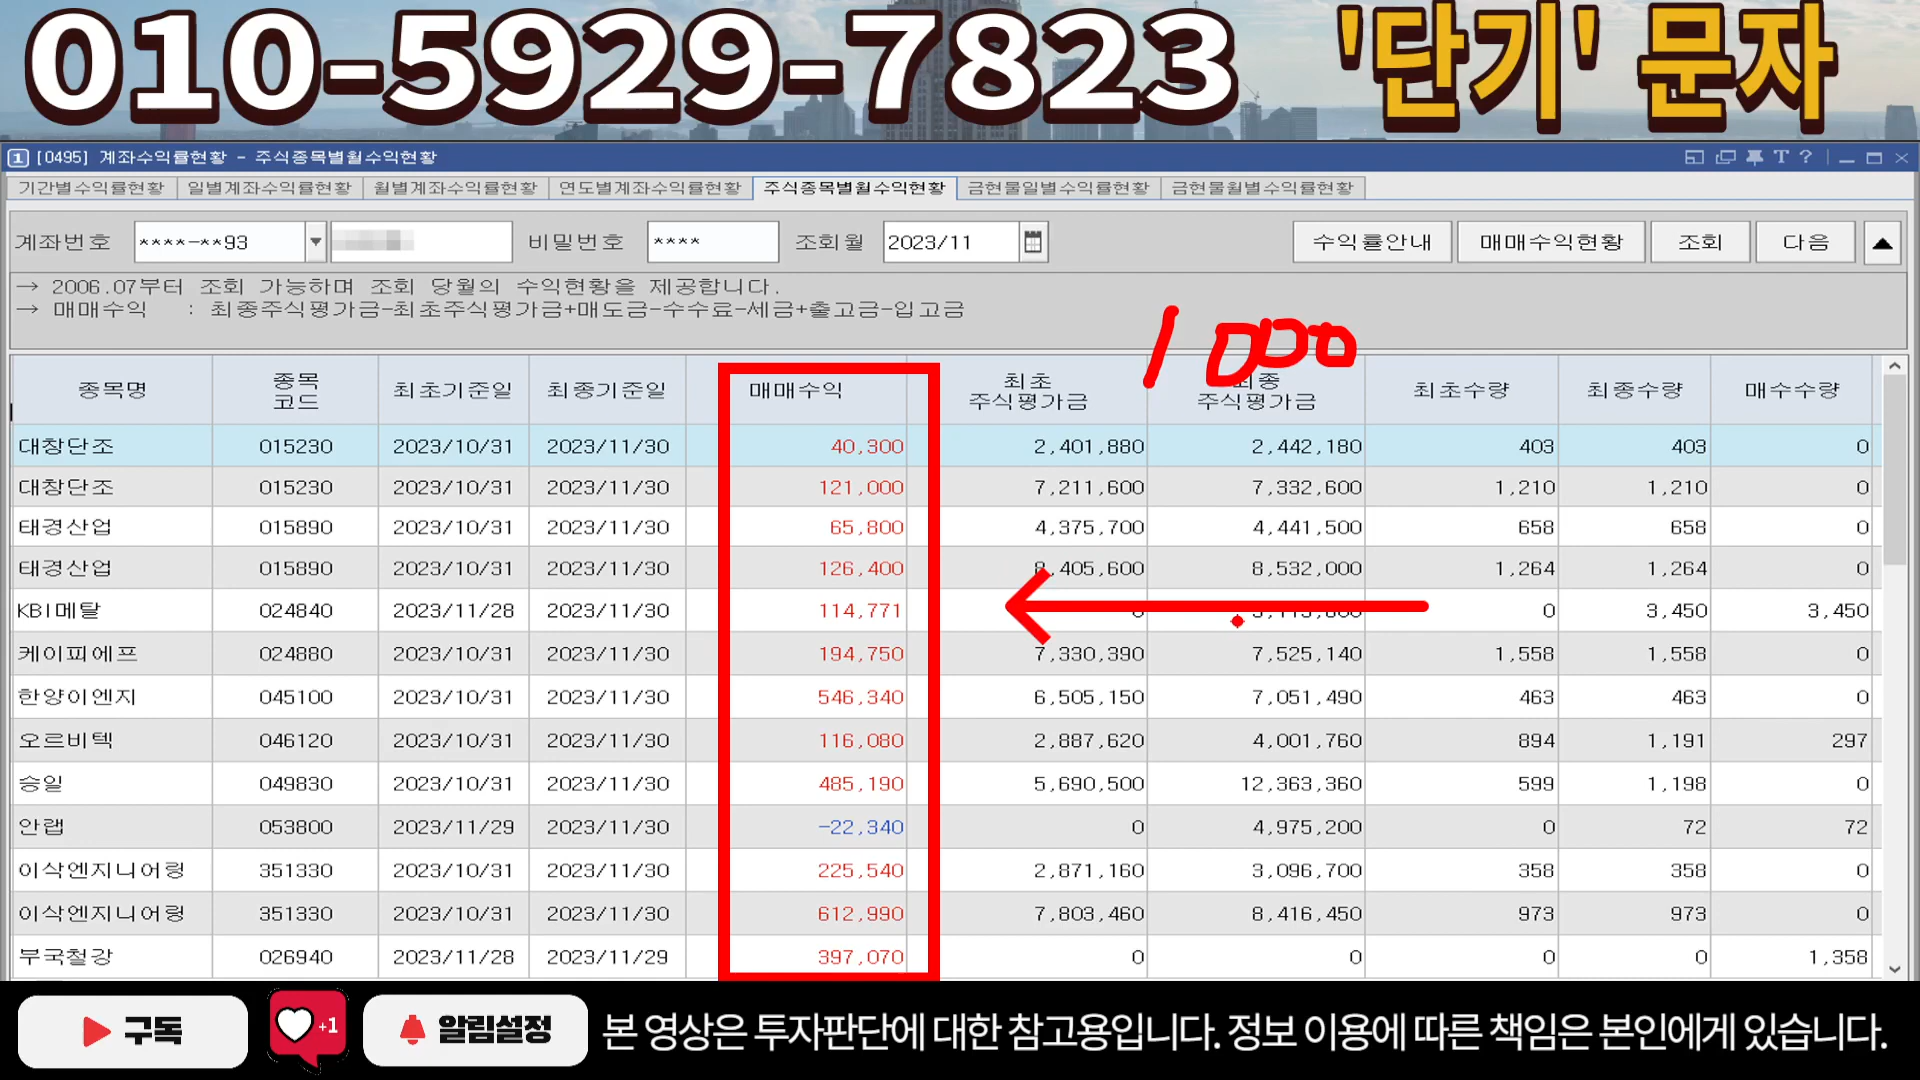 010-5929-7823 '단기' 문자
1 [0495] 계좌수익률현황 - 주식종목별월수익현황
기간별수익률현황 일별계좌수익률현황 월별계좌수익률현황 연도별계좌수익률현황 주식종목별월수익현황 금현물일별수익률현황 금현물월별수익률현황
계좌번호 ****-**93 비밀번호 **** 조회월 2023/11 수익률안내 매매수익현황 조회 다음
→ 2006.07부터 조회 가능하며 조회 당월의 수익현황을 제공합니다.
→ 매매수익 : 최종주식평가금-최초주식평가금+매도금-수수료-세금+출고금-입고금
1000
종목명 종목코드 최초기준일 최종기준일 매매수익 최초주식평가금 최종주식평가금 최초수량 최종수량 매수수량
대창단조 015230 2023/10/31 2023/11/30 40,300 2,401,880 2,442,180 403 403 0
대창단조 015230 2023/10/31 2023/11/30 121,000 7,211,600 7,332,600 1,210 1,210 0
태경산업 015890 2023/10/31 2023/11/30 65,800 4,375,700 4,441,500 658 658 0
태경산업 015890 2023/10/31 2023/11/30 126,400 8,405,600 8,532,000 1,264 1,264 0
KBI메탈 024840 2023/11/28 2023/11/30 114,771 0 0 3,450 3,450
케이피에프 024880 2023/10/31 2023/11/30 194,750 7,330,390 7,525,140 1,558 1,558 0
한양이엔지 045100 2023/10/31 2023/11/30 546,340 6,505,150 7,051,490 463 463 0
오르비텍 046120 2023/10/31 2023/11/30 116,080 2,887,620 4,001,760 894 1,191 297
승일 049830 2023/10/31 2023/11/30 485,190 5,690,500 12,363,360 599 1,198 0
안랩 053800 2023/11/29 2023/11/30 -22,340 0 4,975,200 0 72 72
이삭엔지니어링 351330 2023/10/31 2023/11/30 225,540 2,871,160 3,096,700 358 358 0
이삭엔지니어링 351330 2023/10/31 2023/11/30 612,990 7,803,460 8,416,450 973 973 0
부국철강 026940 2023/11/28 2023/11/29 397,070 0 0 0 0 1,358
구독 +1 알림설정 본 영상은 투자판단에 대한 참고용입니다. 정보 이용에 따른 책임은 본인에게 있습니다.